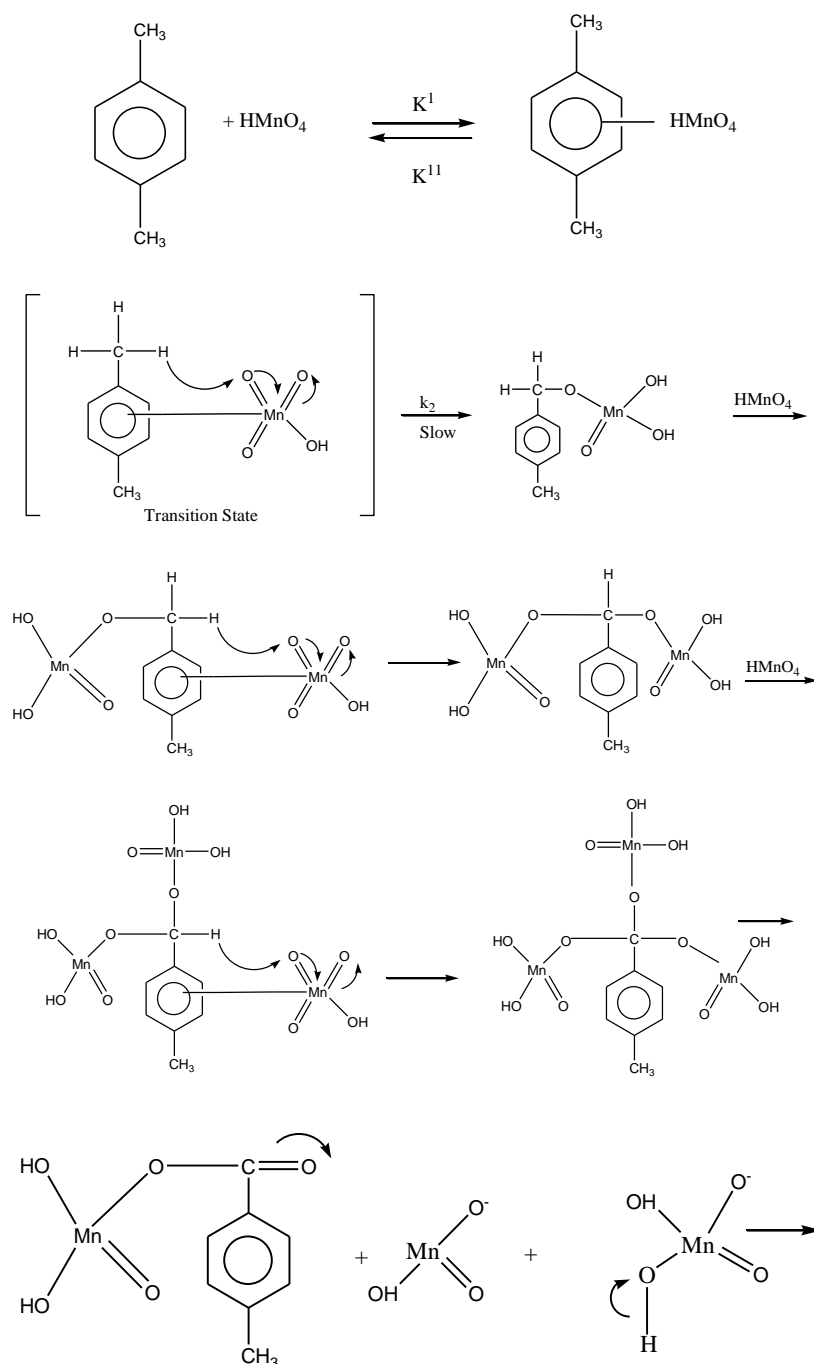 CH3
+ HMnO4
K1
K11
CH3
CH3
HMnO4
CH3
H
H C H
O O
Mn
O OH
CH3
Transition State
k2
Slow
H
H C O
OH
Mn
OH
O
CH3
HMnO4
H
HO O C H
O O
Mn
Mn
HO O
O OH
CH3
H
HO O C O OH
Mn Mn
HO O O OH
CH3
HMnO4
OH
O Mn OH
O
HO O C H
O O
Mn
Mn
HO O
O OH
CH3
OH
O Mn OH
O
HO O C O OH
Mn Mn
HO O O OH
CH3
HO O C O
Mn
HO O
CH3
+
O-
Mn
OH O
+
OH O-
Mn
O O
H